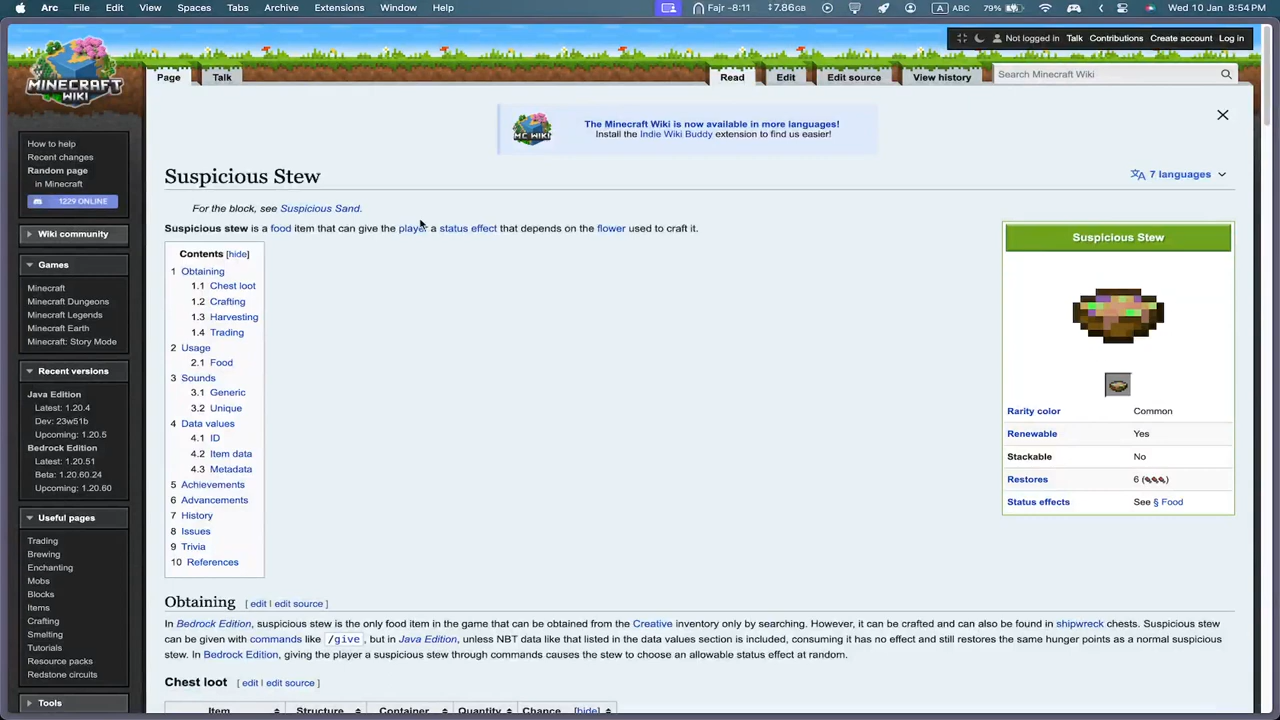 Safari File Edit View History Bookmarks Extensions Window Help Fair - 8:11 7.86GB ABC 79% Wed 10 Jan 8:54 PM
Not logged in Talk Contributions Create account Log in
MINECRAFT WIKI
Page Talk Read Edit Edit source View history Search Minecraft Wiki
The Minecraft Wiki is now available in more languages!
Install the Indie Wiki Buddy extension to find us easier!
MC WIKI
How to help
Recent changes
Random page
in Minecraft
1229 ONLINE
Wiki community
Games
Minecraft
Minecraft Dungeons
Minecraft Legends
Minecraft Earth
Minecraft: Story Mode
Recent versions
Java Edition
Latest: 1.20.4
Dev: 23w51b
Upcoming: 1.20.5
Bedrock Edition
Latest: 1.20.51
Beta: 1.20.60.24
Upcoming: 1.20.60
Useful pages
Trading
Brewing
Enchanting
Mobs
Blocks
Items
Crafting
Smelting
Tutorials
Resource packs
Redstone circuits
Tools
Suspicious Stew
7 languages
For the block, see Suspicious Sand.
Suspicious stew is a food item that can give the player a status effect that depends on the flower used to craft it.
Contents [hide]
1 Obtaining
1.1 Chest loot
1.2 Crafting
1.3 Harvesting
1.4 Trading
2 Usage
2.1 Food
3 Sounds
3.1 Generic
3.2 Unique
4 Data values
4.1 ID
4.2 Item data
4.3 Metadata
5 Achievements
6 Advancements
7 History
8 Issues
9 Trivia
10 References
Suspicious Stew
Rarity color Common
Renewable Yes
Stackable No
Restores 6 ( )
Status effects See § Food
Obtaining [ edit | edit source ]
In Bedrock Edition, suspicious stew is the only food item in the game that can be obtained from the Creative inventory only by searching. However, it can be crafted and can also be found in shipwreck chests. Suspicious stew
can be given with commands like /give, but in Java Edition, unless NBT data like that listed in the data values section is included, consuming it has no effect and still restores the same hunger points as a normal suspicious
stew. In Bedrock Edition, giving the player a suspicious stew through commands causes the stew to choose an allowable status effect at random.
Chest loot [ edit | edit source ]
Item Structure Container Quantity Chance [hide]